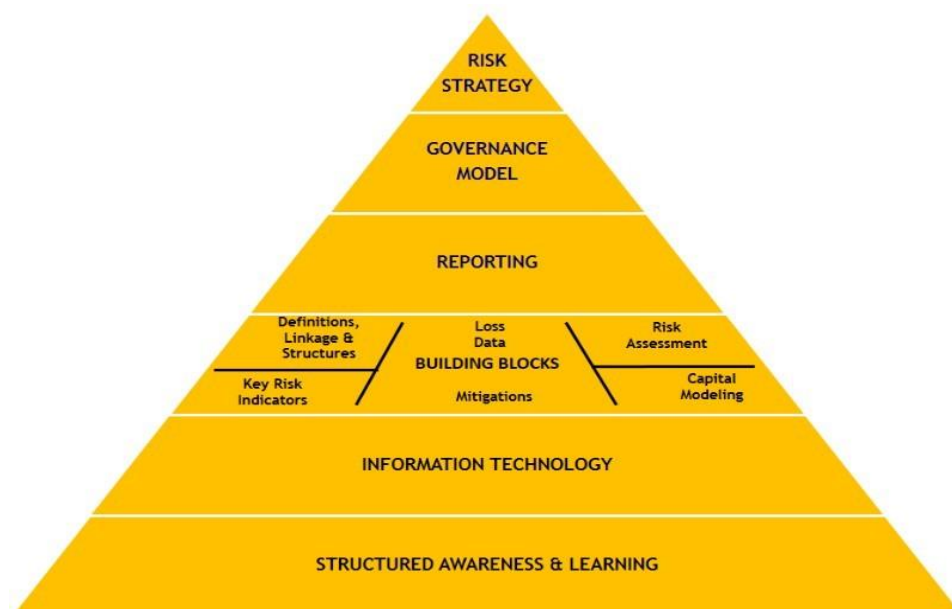 RISK
STRATEGY
GOVERNANCE
MODEL
REPORTING
Definitions,
Linkage &
Structures
Key Risk
Indicators
Loss
Data
BUILDING BLOCKS
Mitigations
Risk
Assessment
Capital
Modeling
INFORMATION TECHNOLOGY
STRUCTURED AWARENESS & LEARNING